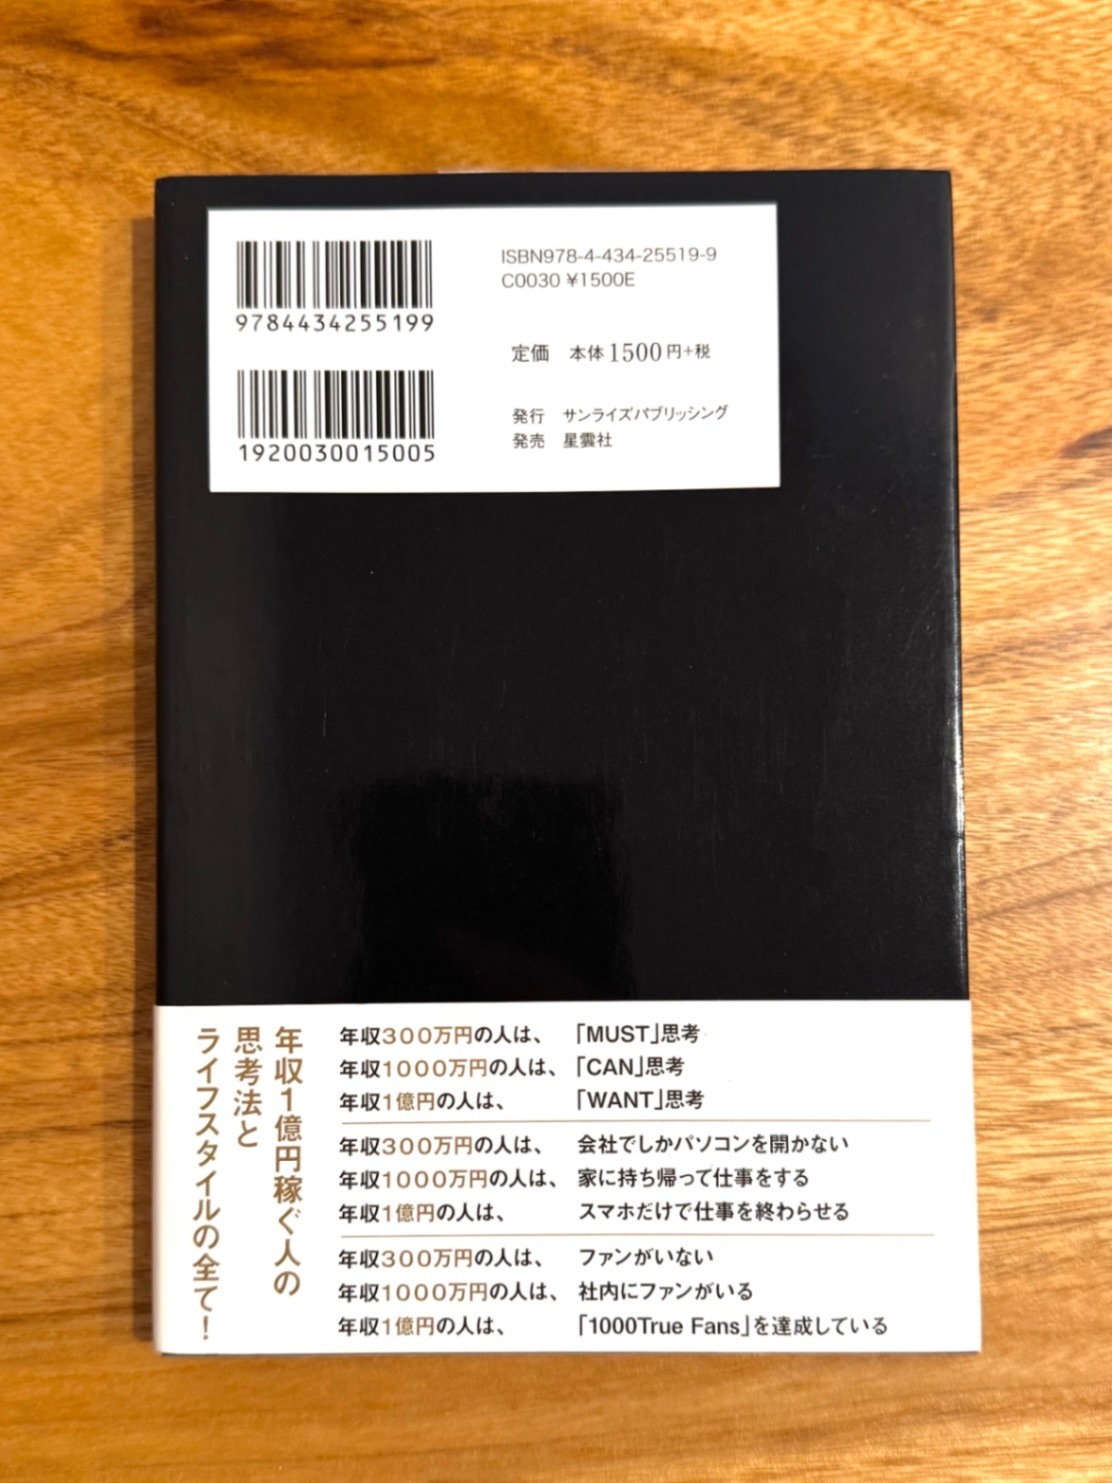 9784434255199
1920030015005
ISBN978-4-434-25519-9
C0030 ¥1500E
定価 本体1500円+税
発行 サンライズパブリッシング
発売 星雲社
年収1億円稼ぐ人の
思考法と
ライフスタイルの全て!
年収300万円の人は、「MUST」思考
年収1000万円の人は、「CAN」思考
年収1億円の人は、「WANT」思考
年収300万円の人は、会社でしかパソコンを開かない
年収1000万円の人は、家に持ち帰って仕事をする
年収1億円の人は、スマホだけで仕事を終わらせる
年収300万円の人は、ファンがいない
年収1000万円の人は、社内にファンがいる
年収1億円の人は、「1000True Fans」を達成している